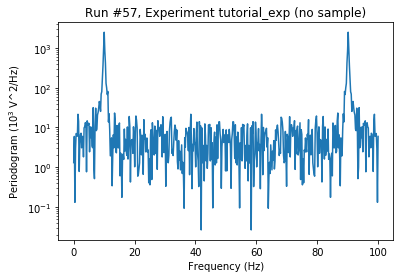 Run #57, Experiment tutorial_exp (no sample)
Periodogram (10³ V^2/Hz)
10³
10²
10¹
10⁰
10⁻¹
0 20 40 60 80 100
Frequency (Hz)